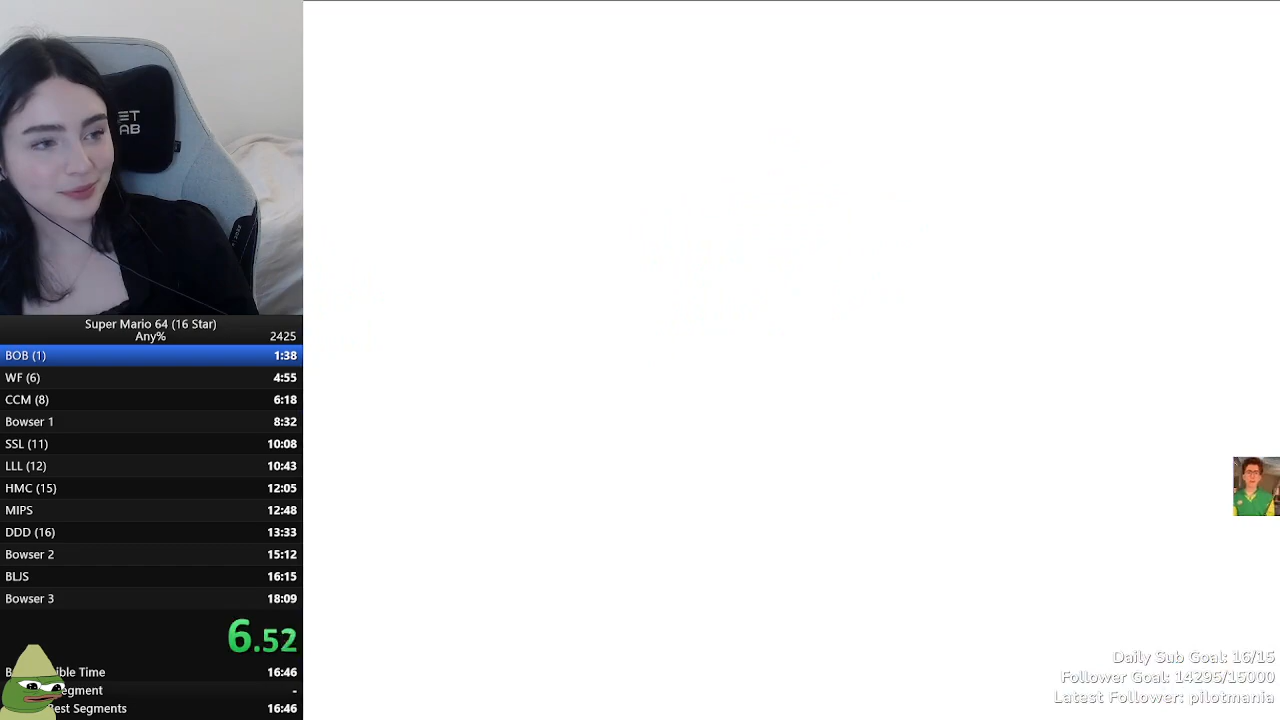 Super Mario 64 (16 Star)
Any% 2425
BOB (1) 1:38
WF (6) 4:55
CCM (8) 6:18
Bowser 1 8:32
SSL (11) 10:08
LLL (12) 10:43
HMC (15) 12:05
MIPS 12:48
DDD (16) 13:33
Bowser 2 15:12
BLJS 16:15
Bowser 3 18:09
6.52
Time 16:46
-
Best Segments 16:46
Daily Sub Goal: 16/15
Follower Goal: 14295/15000
Latest Follower: pilotmania